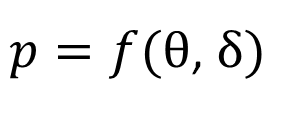 p = f(θ, δ)